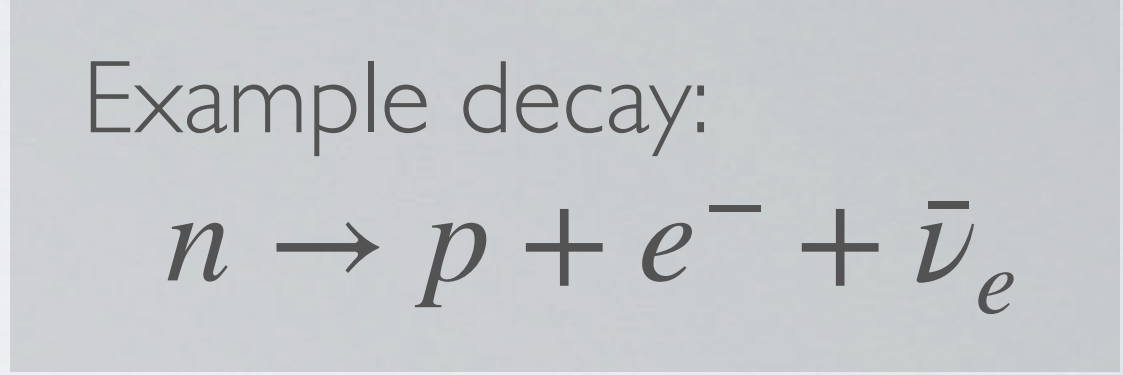 Example decay:
n → p + e⁻ + ν̄ₑ